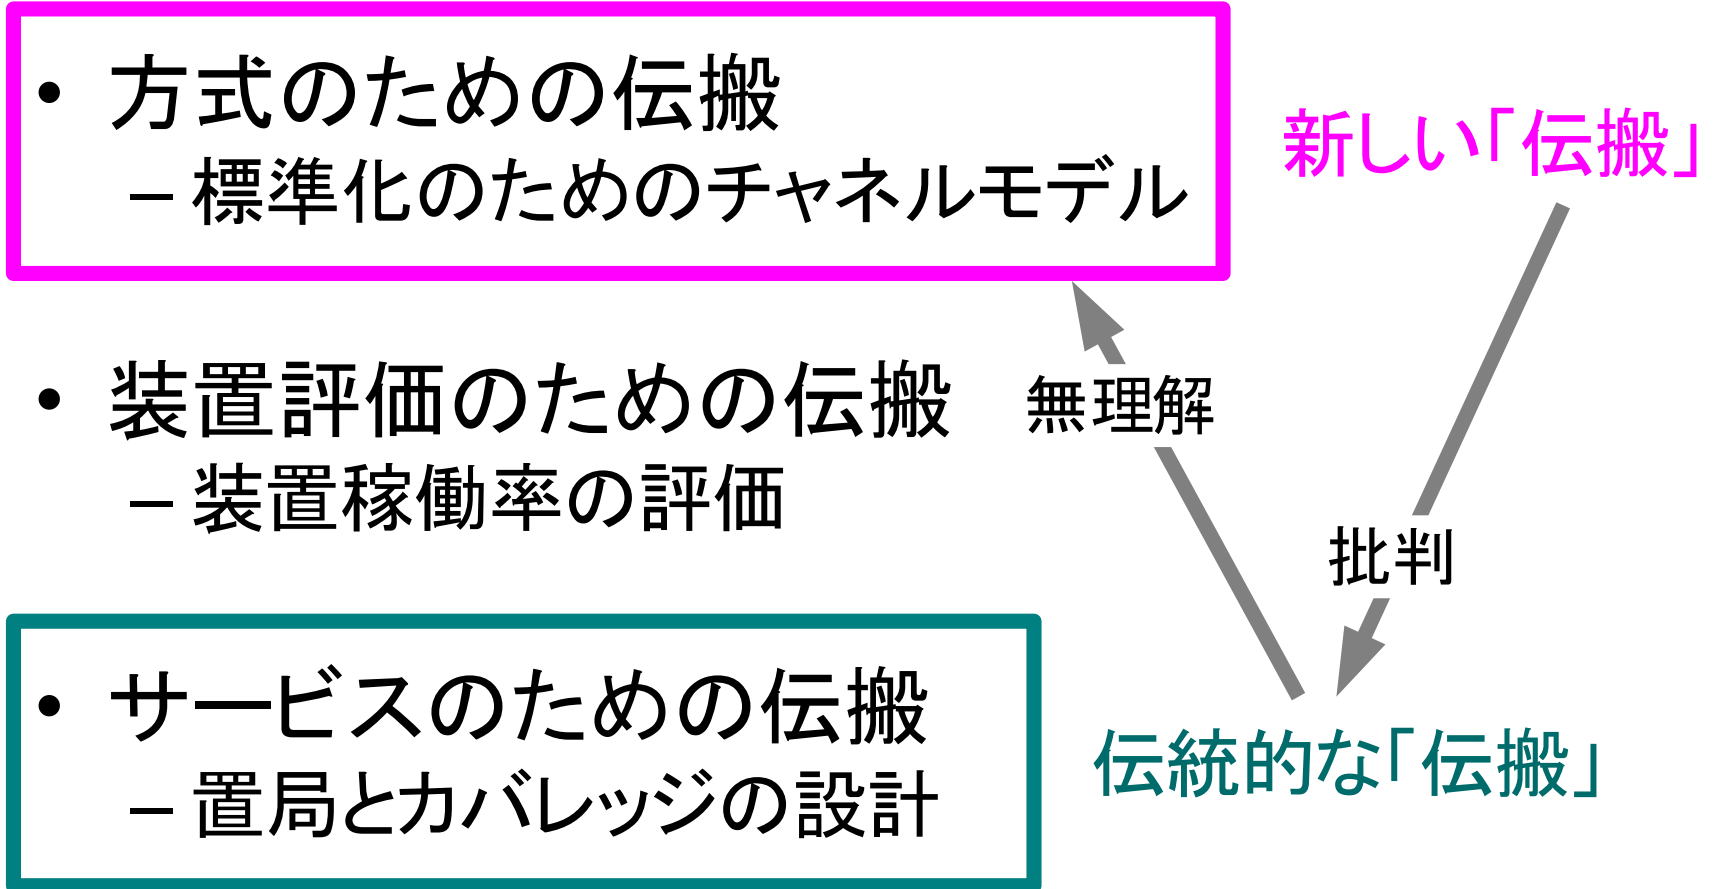 • 方式のための伝搬
– 標準化のためのチャネルモデル
新しい「伝搬」
• 装置評価のための伝搬
– 装置稼働率の評価
無理解
批判
• サービスのための伝搬
– 置局とカバレッジの設計
伝統的な「伝搬」